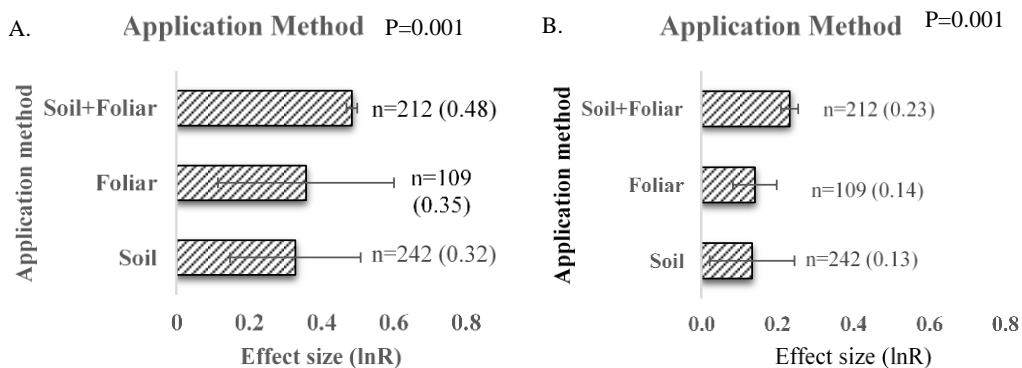 A.
Application Method
P=0.001
Application method
Soil+Foliar
n=212 (0.48)
Foliar
n=109
(0.35)
Soil
n=242 (0.32)
0 0.2 0.4 0.6 0.8
Effect size (lnR)
B.
Application Method
P=0.001
Application method
Soil+Foliar
n=212 (0.23)
Foliar
n=109 (0.14)
Soil
n=242 (0.13)
0.0 0.2 0.4 0.6 0.8
Effect size (lnR)